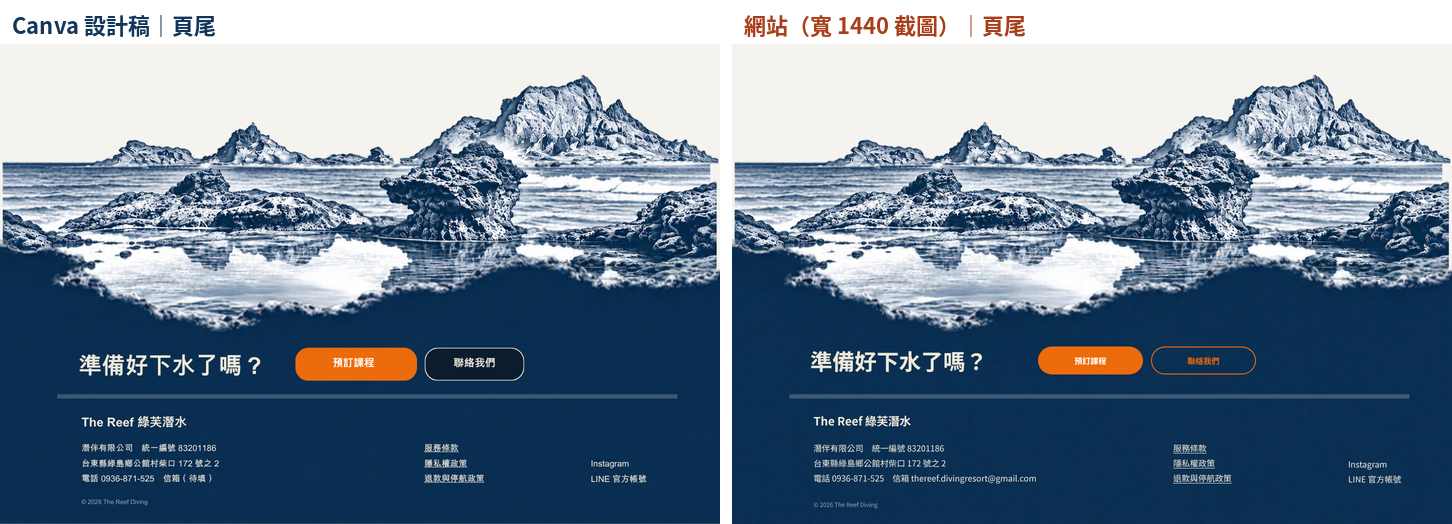 Canva 設計稿｜頁尾
準備好下水了嗎？
預訂課程
聯絡我們
The Reef 綠芙潛水
潛伴有限公司　統一編號 83201186
台東縣綠島鄉公館村柴口 172 號之 2
電話 0936-871-525　信箱（待填）
服務條款
隱私權政策
退款與停航政策
Instagram
LINE 官方帳號
© 2026 The Reef Diving
網站（寬 1440 截圖）｜頁尾
準備好下水了嗎？
預訂課程
聯絡我們
The Reef 綠芙潛水
潛伴有限公司　統一編號 83201186
台東縣綠島鄉公館村柴口 172 號之 2
電話 0936-871-525　信箱 thereef.divingresort@gmail.com
服務條款
隱私權政策
退款與停航政策
Instagram
LINE 官方帳號
© 2026 The Reef Diving